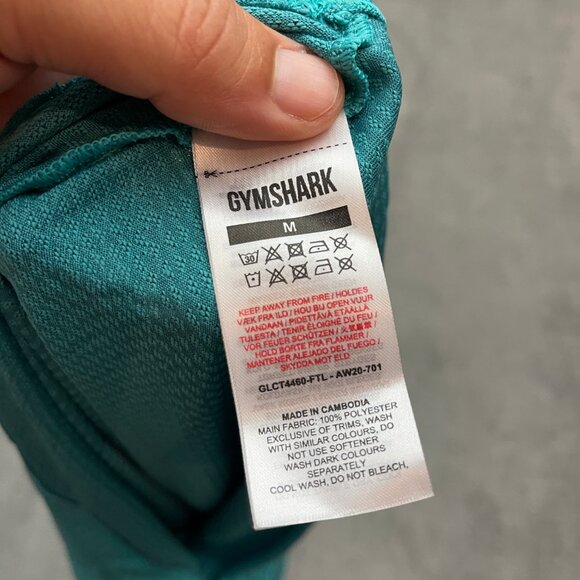 GYMSHARK
M
30
KEEP AWAY FROM FIRE / HOLDES
VÆK FRA ILD / HOU BIJ OPEN VUUR
VANDAAN / PIDETTÄVÄ ETÄÄLLÄ
TULESTA / TENIR ÉLOIGNÉ DU FEU /
VOR FEUER SCHÜTZEN /
HOLD BORTE FRA FLAMMER /
MANTENER ALEJADO DEL FUEGO /
SKYDDA MOT ELD
GLCT4460-FTL - AW20-701
MADE IN CAMBODIA
MAIN FABRIC: 100% POLYESTER
EXCLUSIVE OF TRIMS, WASH
WITH SIMILAR COLOURS, DO
NOT USE SOFTENER
WASH DARK COLOURS
SEPARATELY
COOL WASH, DO NOT BLEACH,